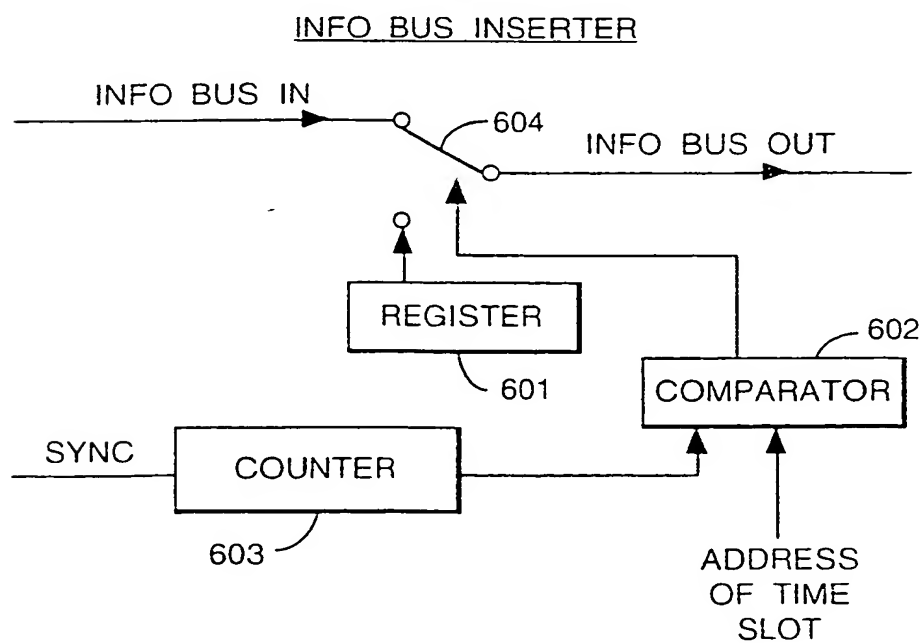 INFO BUS INSERTER
INFO BUS IN
604
INFO BUS OUT
REGISTER
601
602
COMPARATOR
SYNC
COUNTER
603
ADDRESS
OF TIME
SLOT